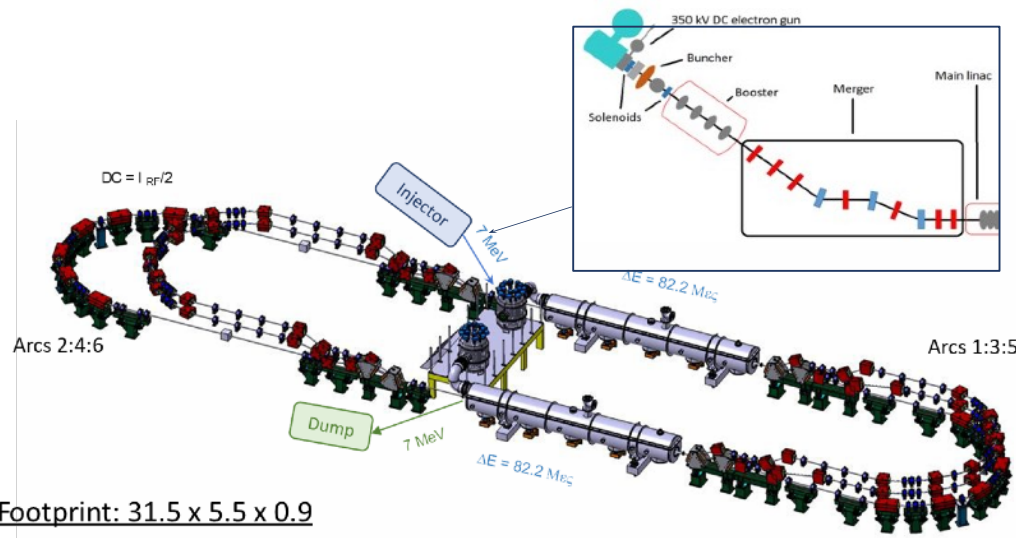 350 kV DC electron gun
Buncher
Main linac
Booster
Merger
Solenoids
DC = I RF/2
Injector
7 MeV
ΔE = 82.2 Μες
Arcs 2:4:6
Arcs 1:3:5
Dump
7 MeV
ΔE = 82.2 Μες
Footprint: 31.5 x 5.5 x 0.9